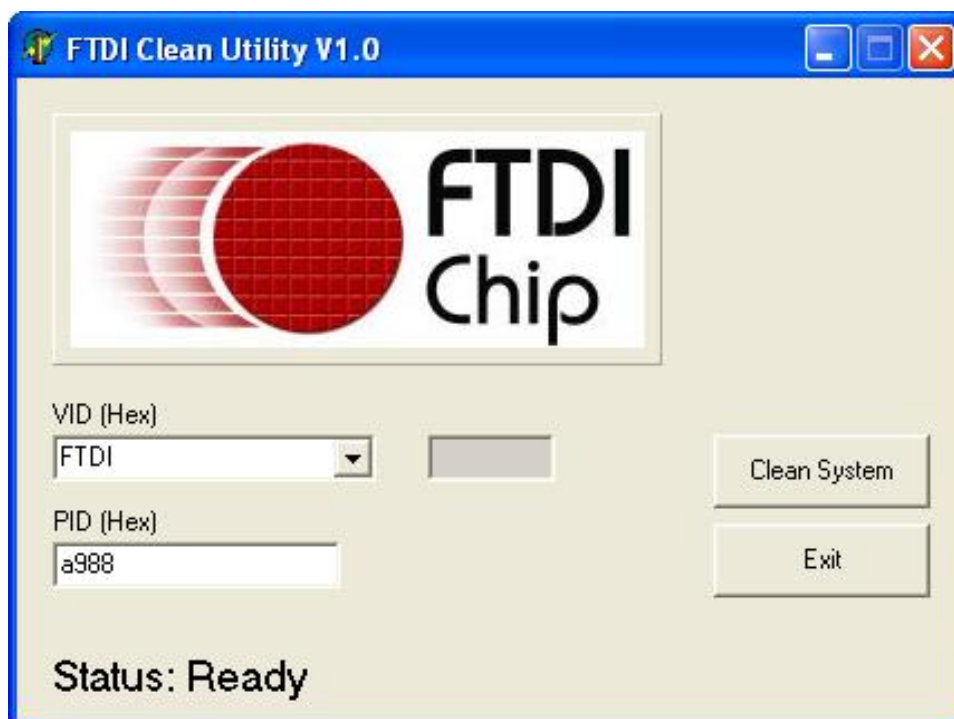 FTDI Clean Utility V1.0
FTDI
Chip
VID (Hex)
FTDI
Clean System
PID (Hex)
a988
Exit
Status: Ready